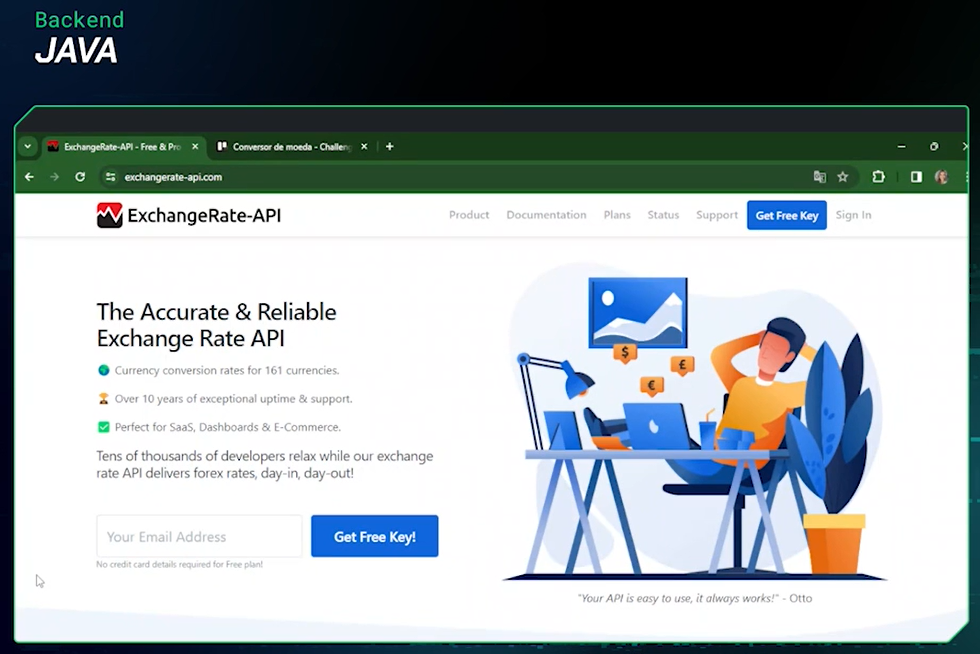 Backend
JAVA
ExchangeRate-API - Free & Pro
Conversor de moeda - Challeng
exchangerate-api.com
ExchangeRate-API
Product
Documentation
Plans
Status
Support
Get Free Key
Sign In
The Accurate & Reliable
Exchange Rate API
Currency conversion rates for 161 currencies.
Over 10 years of exceptional uptime & support.
Perfect for SaaS, Dashboards & E-Commerce.
Tens of thousands of developers relax while our exchange
rate API delivers forex rates, day-in, day-out!
Your Email Address
Get Free Key!
No credit card details required for Free plan!
$
£
€
"Your API is easy to use, it always works!" - Otto